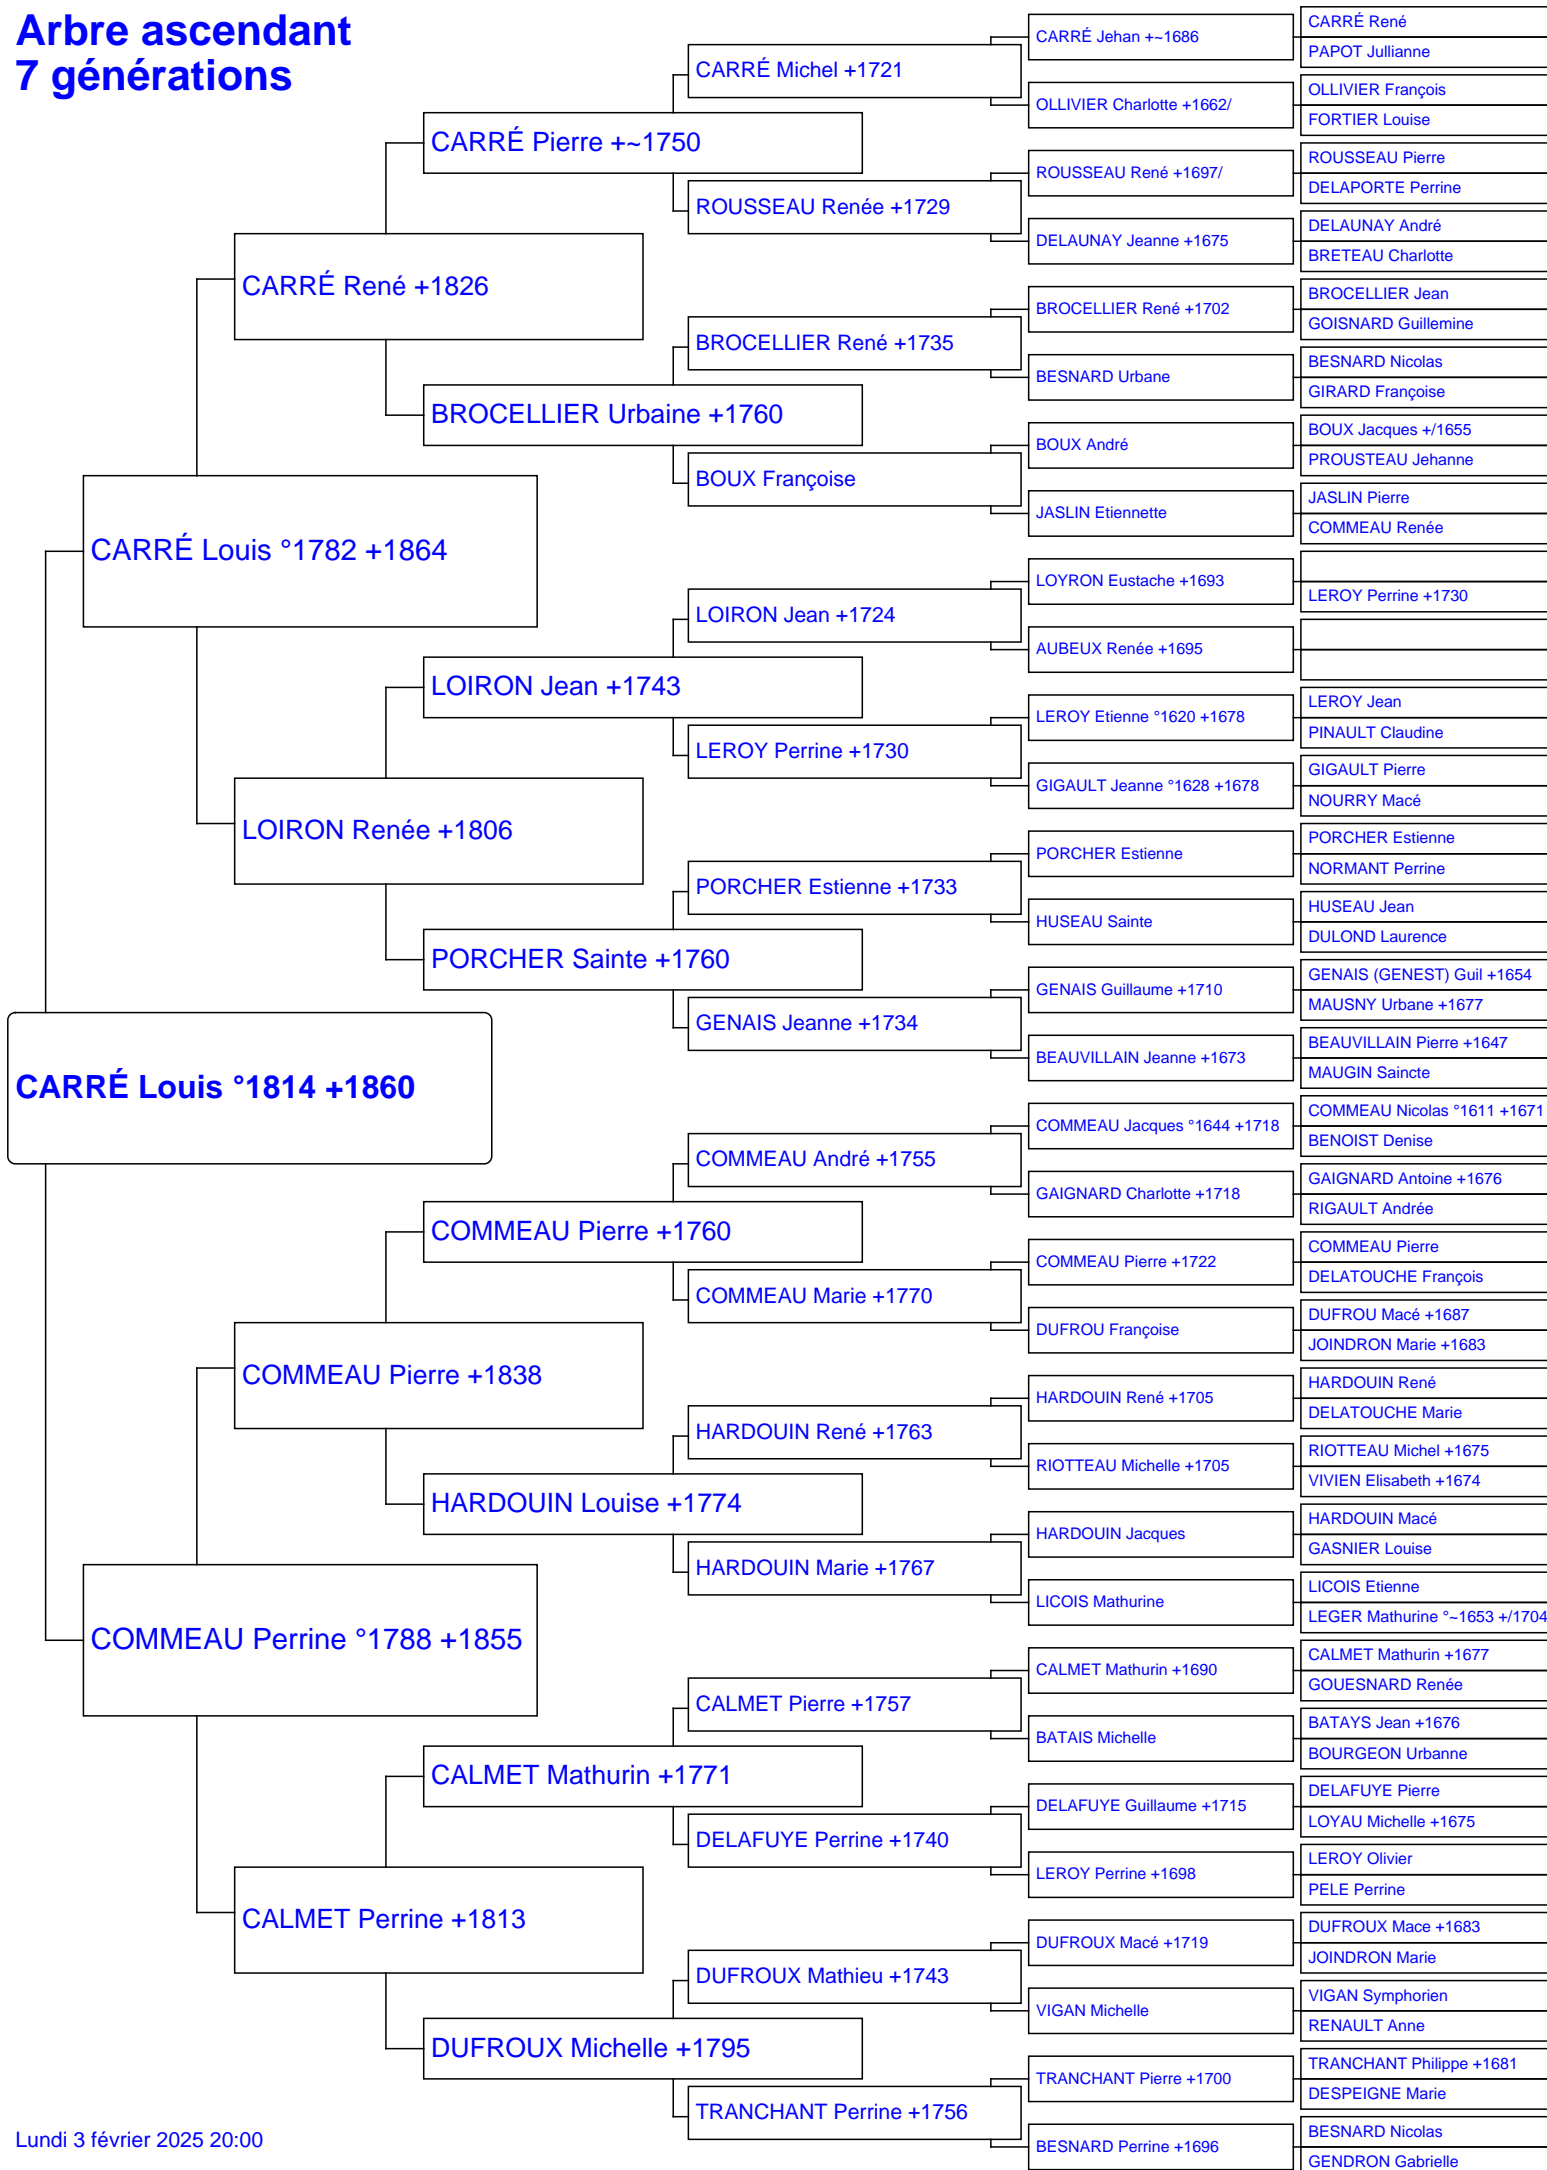 Arbre ascendant
7 générations
CARRÉ Louis °1814 +1860
CARRÉ Louis °1782 +1864
COMMEAU Perrine °1788 +1855
CARRÉ René +1826
LOIRON Renée +1806
COMMEAU Pierre +1838
CALMET Perrine +1813
CARRÉ Pierre +~1750
BROCELLIER Urbaine +1760
LOIRON Jean +1743
PORCHER Sainte +1760
COMMEAU Pierre +1760
HARDOUIN Louise +1774
CALMET Mathurin +1771
DUFROUX Michelle +1795
CARRÉ Michel +1721
ROUSSEAU Renée +1729
BROCELLIER René +1735
BOUX Françoise
LOIRON Jean +1724
LEROY Perrine +1730
PORCHER Estienne +1733
GENAIS Jeanne +1734
COMMEAU André +1755
COMMEAU Marie +1770
HARDOUIN René +1763
HARDOUIN Marie +1767
CALMET Pierre +1757
DELAFUYE Perrine +1740
DUFROUX Mathieu +1743
TRANCHANT Perrine +1756
CARRÉ Jehan +~1686
OLLIVIER Charlotte +1662/
ROUSSEAU René +1697/
DELAUNAY Jeanne +1675
BROCELLIER René +1702
BESNARD Urbane
BOUX André
JASLIN Etiennette
LOYRON Eustache +1693
AUBEUX Renée +1695
LEROY Etienne °1620 +1678
GIGAULT Jeanne °1628 +1678
PORCHER Estienne
HUSEAU Sainte
GENAIS Guillaume +1710
BEAUVILLAIN Jeanne +1673
COMMEAU Jacques °1644 +1718
GAIGNARD Charlotte +1718
COMMEAU Pierre +1722
DUFROU Françoise
HARDOUIN René +1705
RIOTTEAU Michelle +1705
HARDOUIN Jacques
LICOIS Mathurine
CALMET Mathurin +1690
BATAIS Michelle
DELAFUYE Guillaume +1715
LEROY Perrine +1698
DUFROUX Macé +1719
VIGAN Michelle
TRANCHANT Pierre +1700
BESNARD Perrine +1696
CARRÉ René
PAPOT Jullianne
OLLIVIER François
FORTIER Louise
ROUSSEAU Pierre
DELAPORTE Perrine
DELAUNAY André
BRETEAU Charlotte
BROCELLIER Jean
GOISNARD Guillemine
BESNARD Nicolas
GIRARD Françoise
BOUX Jacques +/1655
PROUSTEAU Jehanne
JASLIN Pierre
COMMEAU Renée
LEROY Perrine +1730
LEROY Jean
PINAULT Claudine
GIGAULT Pierre
NOURRY Macé
PORCHER Estienne
NORMANT Perrine
HUSEAU Jean
DULOND Laurence
GENAIS (GENEST) Guil +1654
MAUSNY Urbane +1677
BEAUVILLAIN Pierre +1647
MAUGIN Saincte
COMMEAU Nicolas °1611 +1671
BENOIST Denise
GAIGNARD Antoine +1676
RIGAULT Andrée
COMMEAU Pierre
DELATOUCHE François
DUFROU Macé +1687
JOINDRON Marie +1683
HARDOUIN René
DELATOUCHE Marie
RIOTTEAU Michel +1675
VIVIEN Elisabeth +1674
HARDOUIN Macé
GASNIER Louise
LICOIS Etienne
LEGER Mathurine °~1653 +/1704
CALMET Mathurin +1677
GOUESNARD Renée
BATAYS Jean +1676
BOURGEON Urbanne
DELAFUYE Pierre
LOYAU Michelle +1675
LEROY Olivier
PELE Perrine
DUFROUX Mace +1683
JOINDRON Marie
VIGAN Symphorien
RENAULT Anne
TRANCHANT Philippe +1681
DESPEIGNE Marie
BESNARD Nicolas
GENDRON Gabrielle
Lundi 3 février 2025 20:00